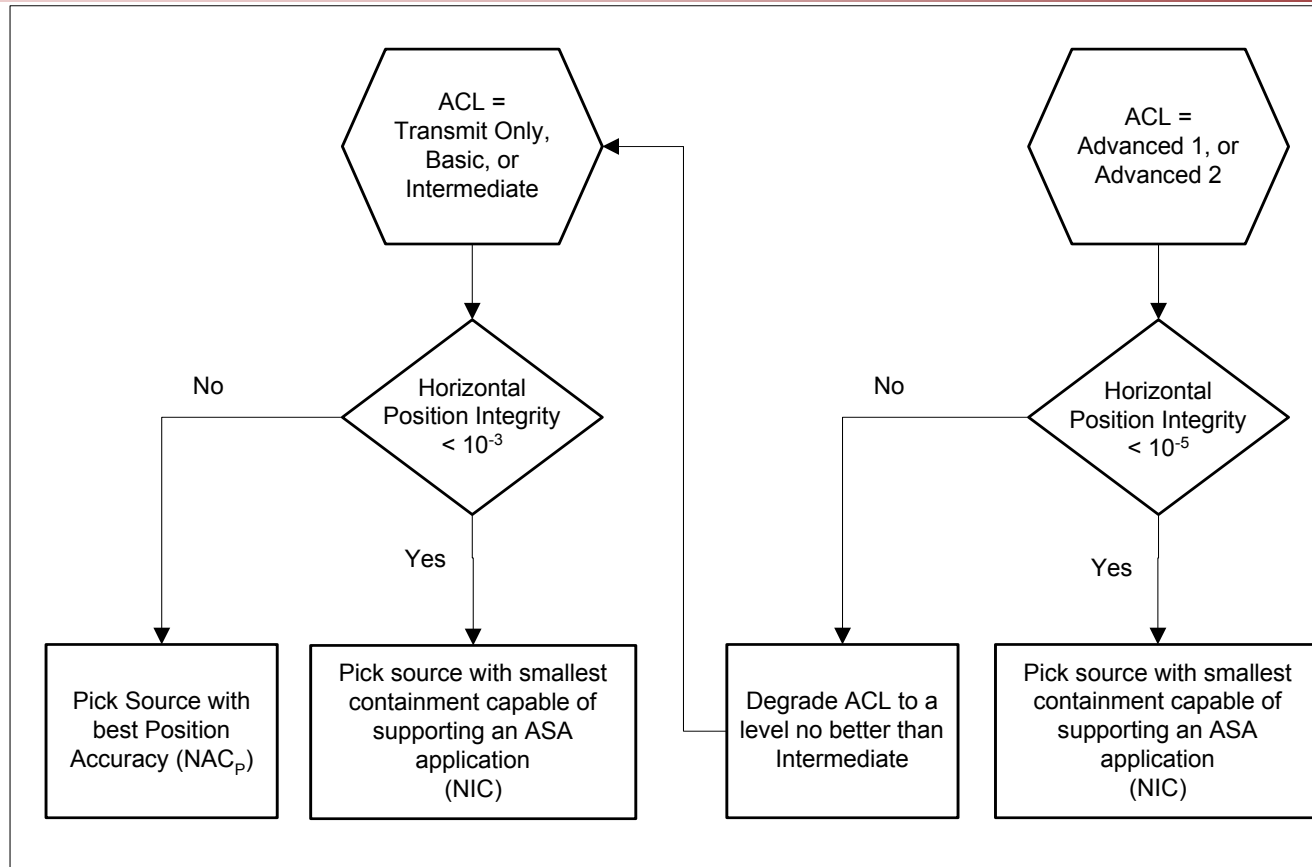 ACL =
Transmit Only,
Basic, or
Intermediate
ACL =
Advanced 1, or
Advanced 2
Horizontal
Position Integrity
< 10-3
No
Yes
Horizontal
Position Integrity
< 10-5
No
Yes
Pick Source with
best Position
Accuracy (NACP)
Pick source with smallest
containment capable of
supporting an ASA
application
(NIC)
Degrade ACL to a
level no better than
Intermediate
Pick source with smallest
containment capable of
supporting an ASA
application
(NIC)